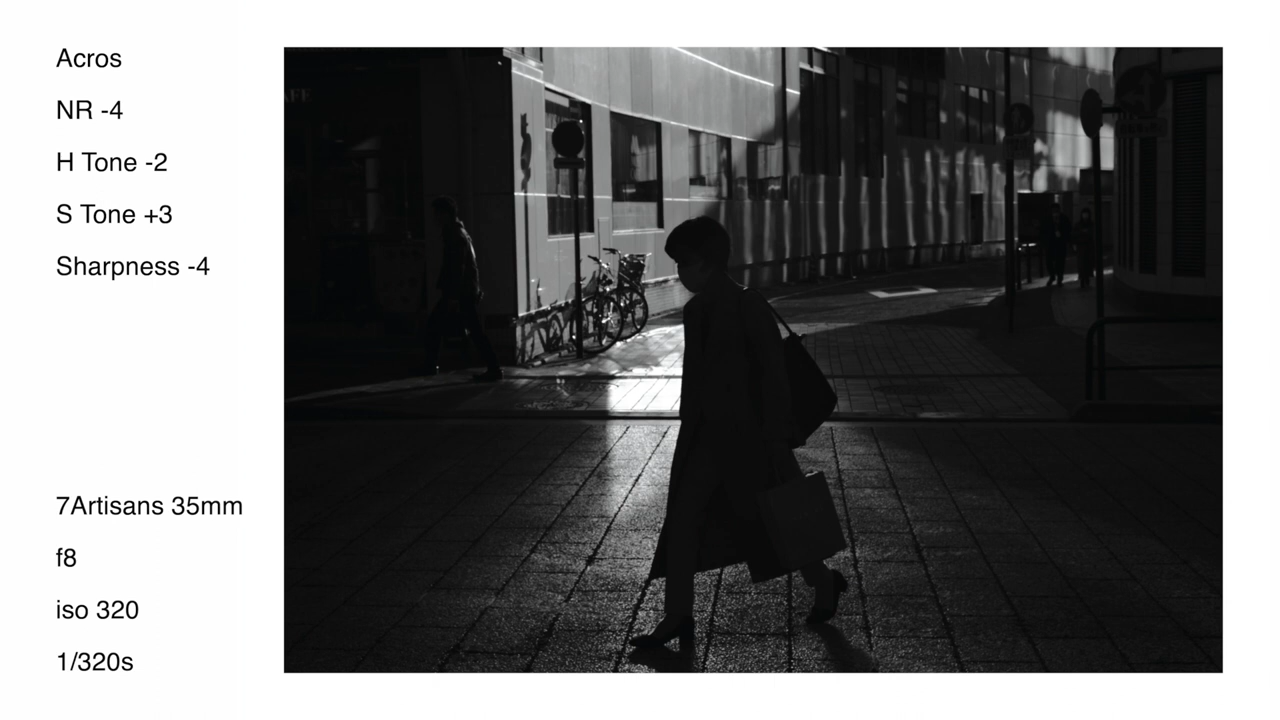 Acros
NR -4
H Tone -2
S Tone +3
Sharpness -4
7Artisans 35mm
f8
iso 320
1/320s